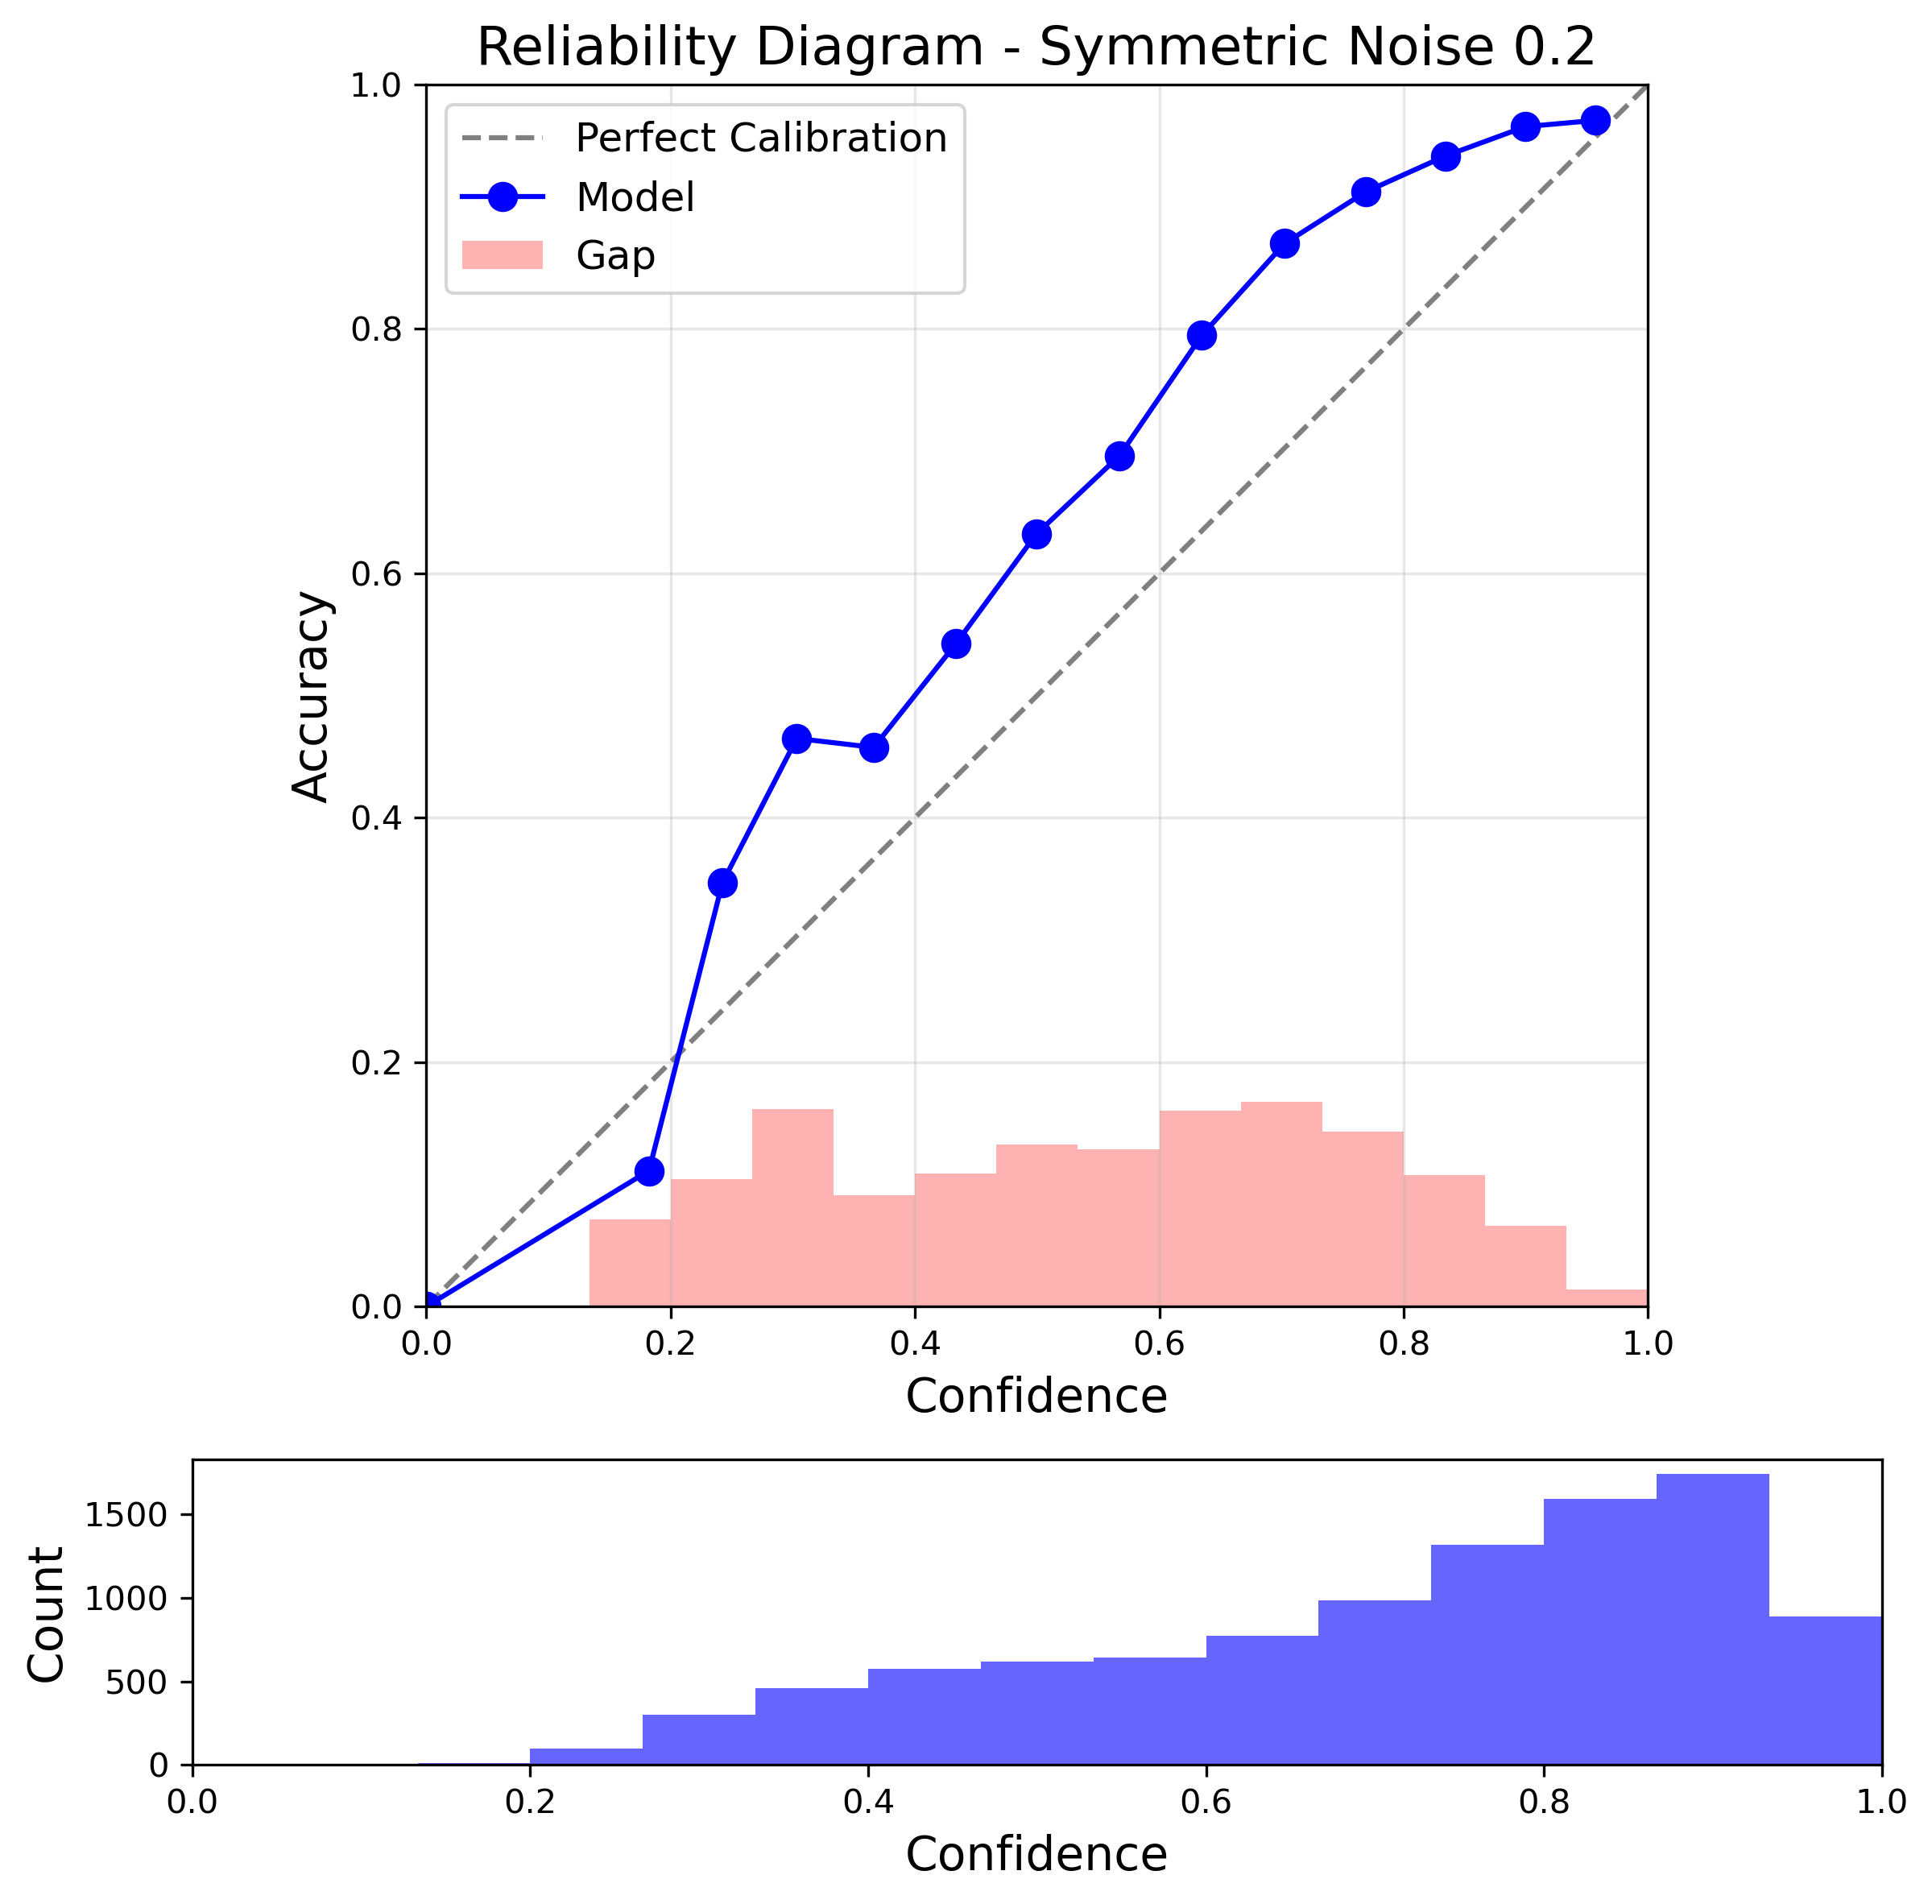 Reliability Diagram - Symmetric Noise 0.2
1.0
0.8
0.6
0.4
0.2
0.0
Accuracy
Perfect Calibration
Model
Gap
0.0 0.2 0.4 0.6 0.8 1.0
Confidence
1500
1000
500
0
Count
0.0 0.2 0.4 0.6 0.8 1.0
Confidence